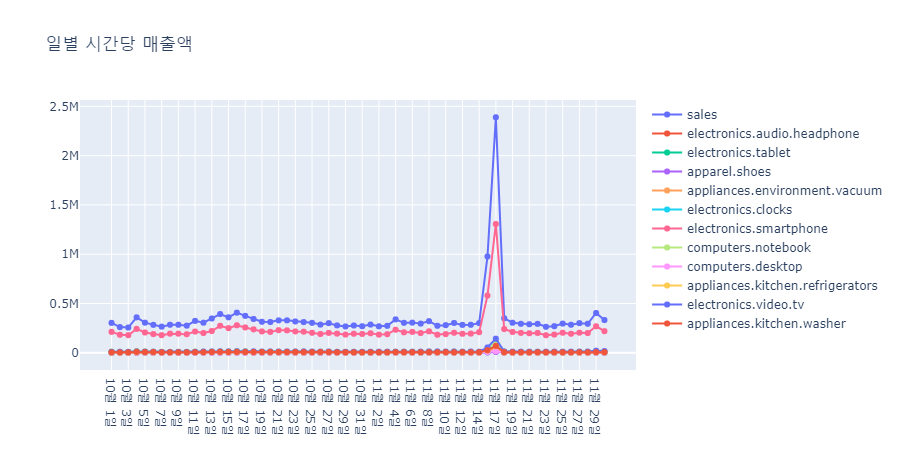 일별 시간당 매출액
2.5M
2M
1.5M
1M
0.5M
0
10월 1일
10월 3일
10월 5일
10월 7일
10월 9일
10월 11일
10월 13일
10월 15일
10월 17일
10월 19일
10월 21일
10월 23일
10월 25일
10월 27일
10월 29일
10월 31일
11월 2일
11월 4일
11월 6일
11월 8일
11월 10일
11월 12일
11월 14일
11월 17일
11월 19일
11월 21일
11월 23일
11월 25일
11월 27일
11월 29일
sales
electronics.audio.headphone
electronics.tablet
apparel.shoes
appliances.environment.vacuum
electronics.clocks
electronics.smartphone
computers.notebook
computers.desktop
appliances.kitchen.refrigerators
electronics.video.tv
appliances.kitchen.washer